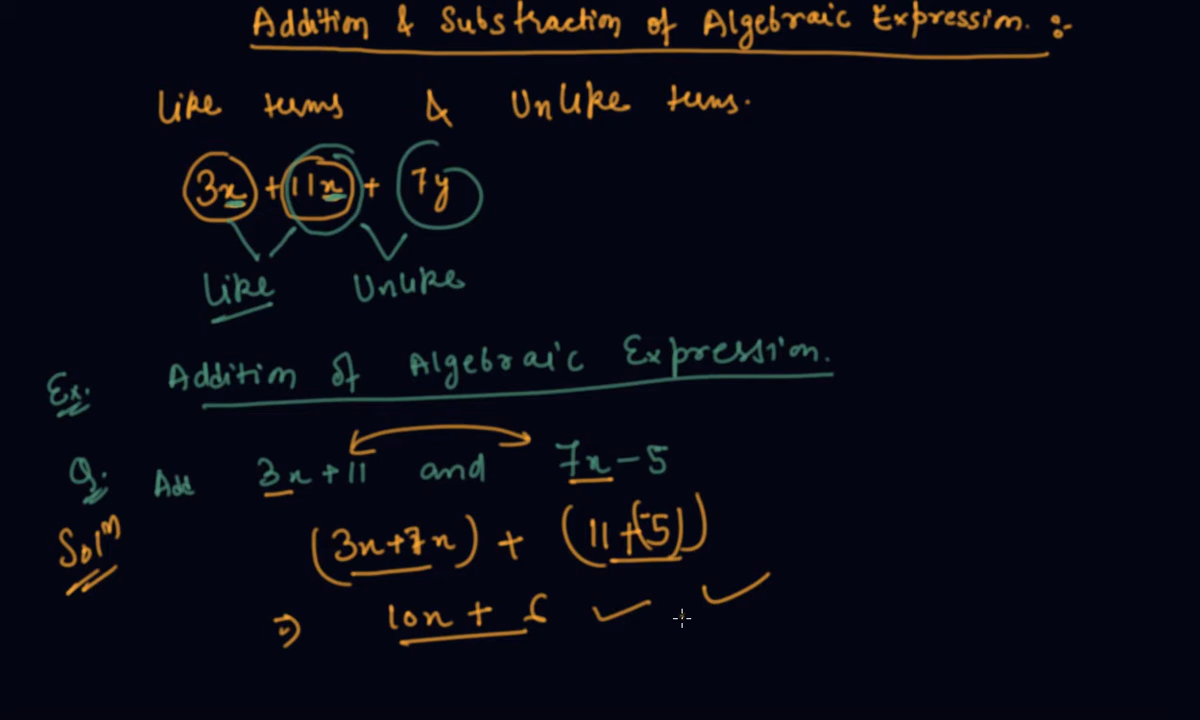 Addition & Substraction of Algebraic Expression :-
Like terms & Unlike terms.
3x + 11x + 7y
Like Unlike
Ex. Addition of Algebraic Expression.
Q. Add 3x+11 and 7x-5
Solⁿ (3x+7x) + (11+(-5))
⇒ 10x + 6 ✓ ✓